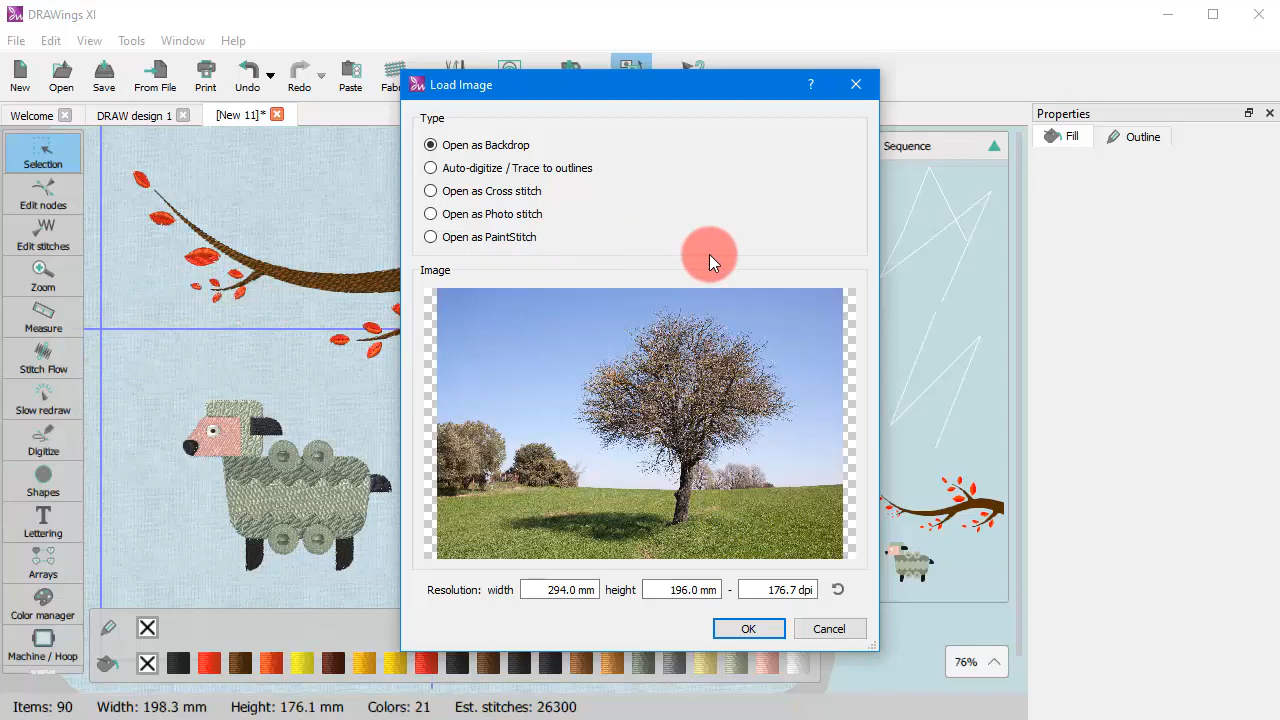 DRAWings XI
File Edit View Tools Window Help
New Open Save From File Print Undo Redo Paste
Welcome DRAW design 1 [New 11]*
Selection
Edit nodes
Edit stitches
Zoom
Measure
Stitch Flow
Slow redraw
Digitize
Shapes
Lettering
Arrays
Color manager
Machine / Hoop
Load Image ?
Type
Open as Backdrop
Auto-digitize / Trace to outlines
Open as Cross stitch
Open as Photo stitch
Open as PaintStitch
Image
Resolution: width 294.0 mm height 196.0 mm - 176.7 dpi
OK Cancel
Sequence
Properties
Fill Outline
76%
Items: 90 Width: 198.3 mm Height: 176.1 mm Colors: 21 Est. stitches: 26300